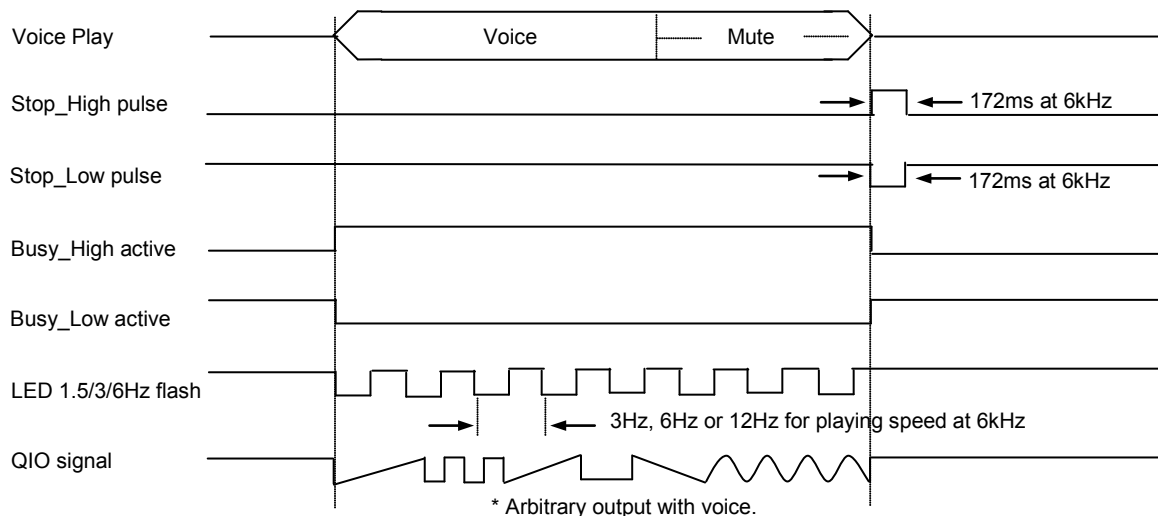 Voice Play
Voice
Mute
Stop_High pulse
172ms at 6kHz
Stop_Low pulse
172ms at 6kHz
Busy_High active
Busy_Low active
LED 1.5/3/6Hz flash
3Hz, 6Hz or 12Hz for playing speed at 6kHz
QIO signal
* Arbitrary output with voice.